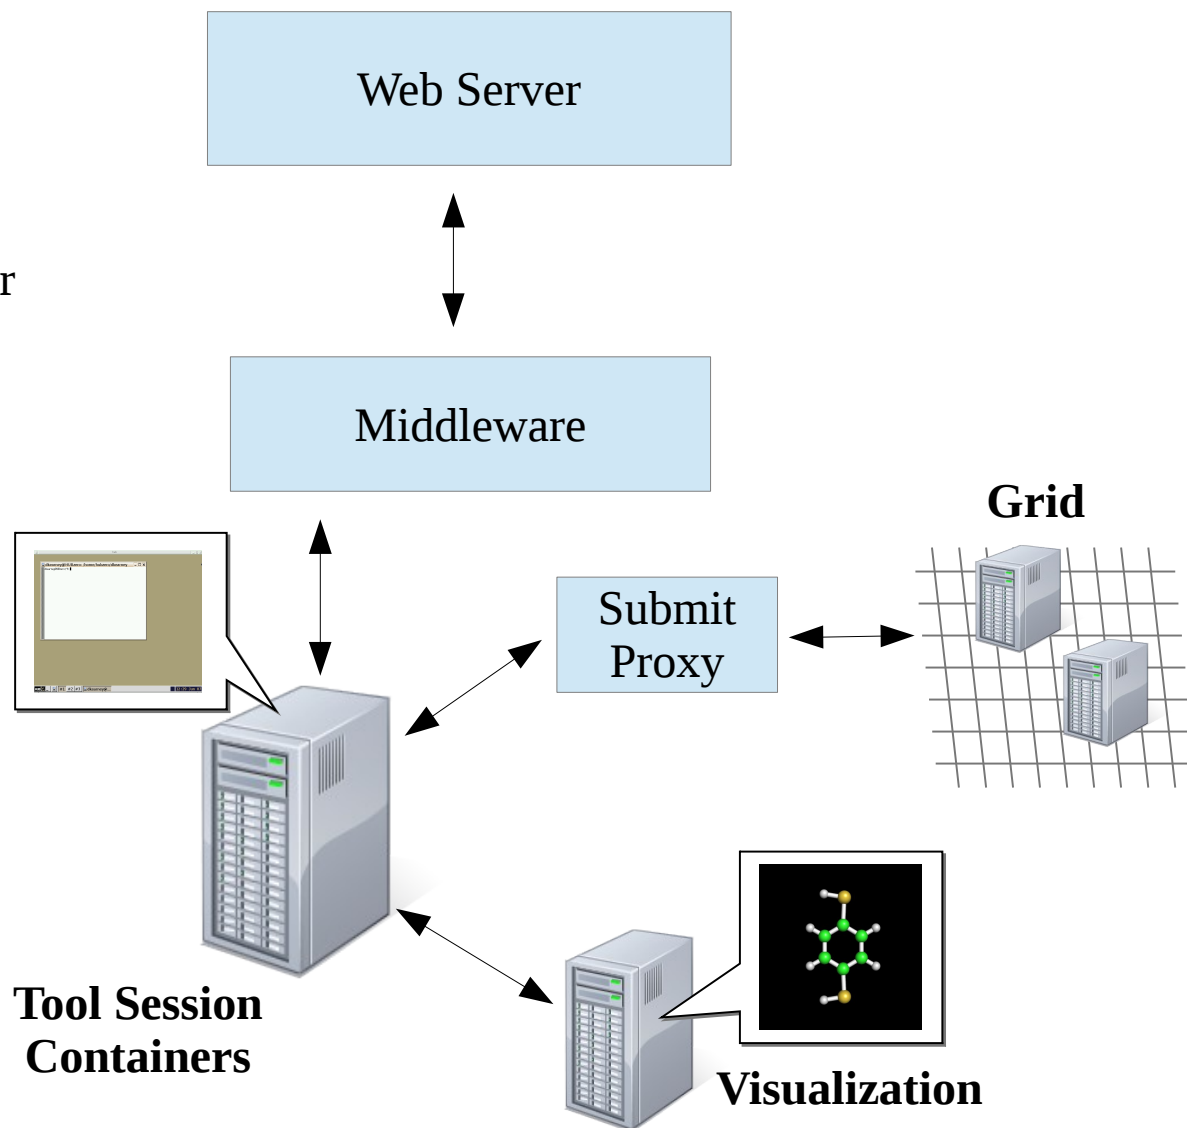 Web Server
r
Middleware
Grid
Submit
Proxy
Tool Session
Containers
Visualization